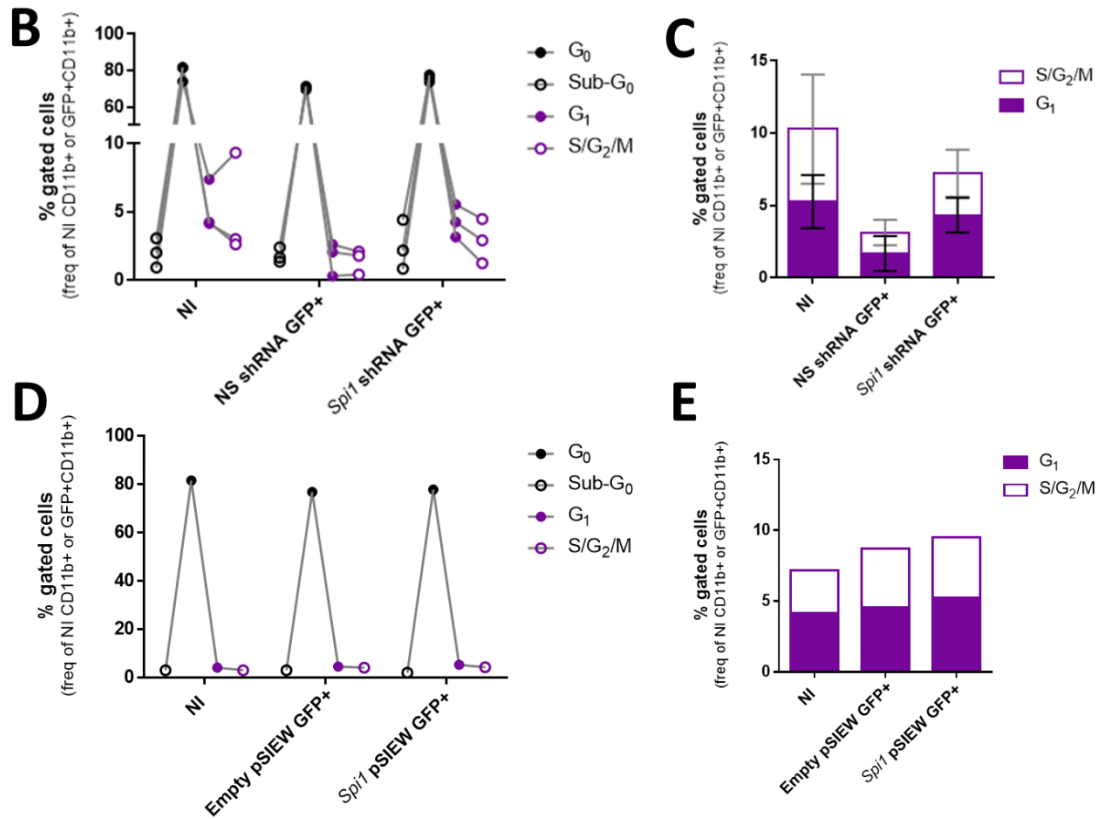 B
% gated cells
(freq of NI CD11b+ or GFP+CD11b+)
100
80
60
10
5
0
NI
NS shRNA GFP+
Spi1 shRNA GFP+
G₀
Sub-G₀
G₁
S/G₂/M
C
% gated cells
(freq of NI CD11b+ or GFP+CD11b+)
15
10
5
0
NI
NS shRNA GFP+
Spi1 shRNA GFP+
S/G₂/M
G₁
D
% gated cells
(freq of NI CD11b+ or GFP+CD11b+)
100
80
60
40
20
0
NI
Empty pSIEW GFP+
Spi1 pSIEW GFP+
G₀
Sub-G₀
G₁
S/G₂/M
E
% gated cells
(freq of NI CD11b+ or GFP+CD11b+)
15
10
5
0
NI
Empty pSIEW GFP+
Spi1 pSIEW GFP+
G₁
S/G₂/M